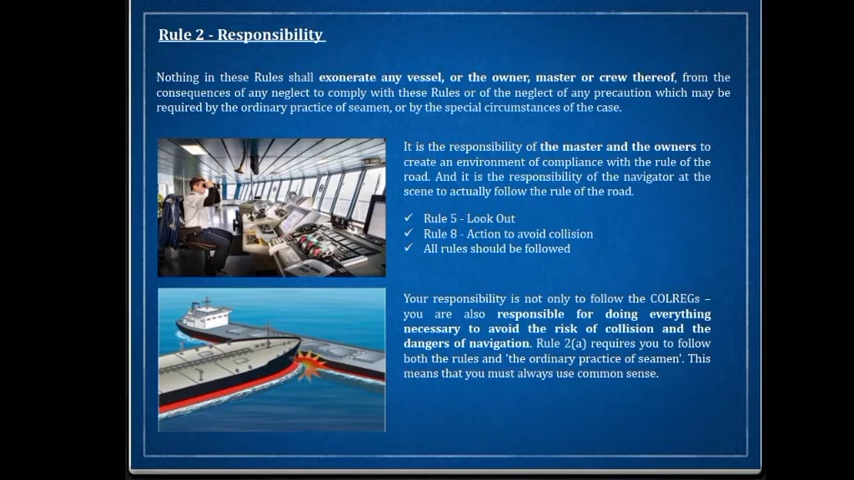 Rule 2 - Responsibility
Nothing in these Rules shall exonerate any vessel, or the owner, master or crew thereof, from the
consequences of any neglect to comply with these Rules or of the neglect of any precaution which may be
required by the ordinary practice of seamen, or by the special circumstances of the case.
It is the responsibility of the master and the owners to
create an environment of compliance with the rule of the
road. And it is the responsibility of the navigator at the
scene to actually follow the rule of the road.
✓ Rule 5 - Look Out
✓ Rule 8 - Action to avoid collision
✓ All rules should be followed
Your responsibility is not only to follow the COLREGs –
you are also responsible for doing everything
necessary to avoid the risk of collision and the
dangers of navigation. Rule 2(a) requires you to follow
both the rules and 'the ordinary practice of seamen'. This
means that you must always use common sense.